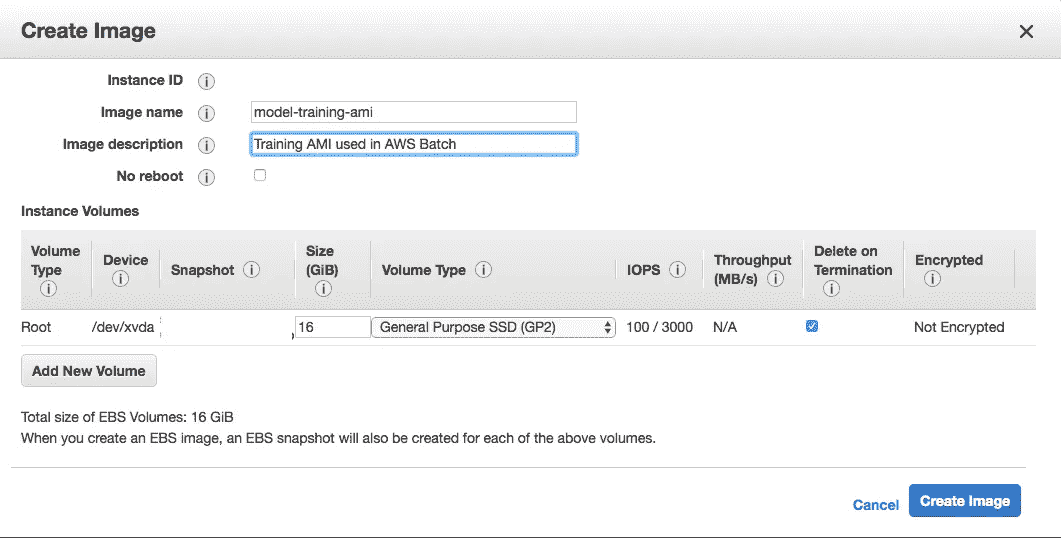 Create Image
Instance ID
Image name model-training-ami
Image description Training AMI used in AWS Batch
No reboot
Instance Volumes
Volume Type Device Snapshot Size (GiB) Volume Type IOPS Throughput (MB/s) Delete on Termination Encrypted
Root /dev/xvda 16 General Purpose SSD (GP2) 100 / 3000 N/A Not Encrypted
Add New Volume
Total size of EBS Volumes: 16 GiB
When you create an EBS image, an EBS snapshot will also be created for each of the above volumes.
Cancel Create Image